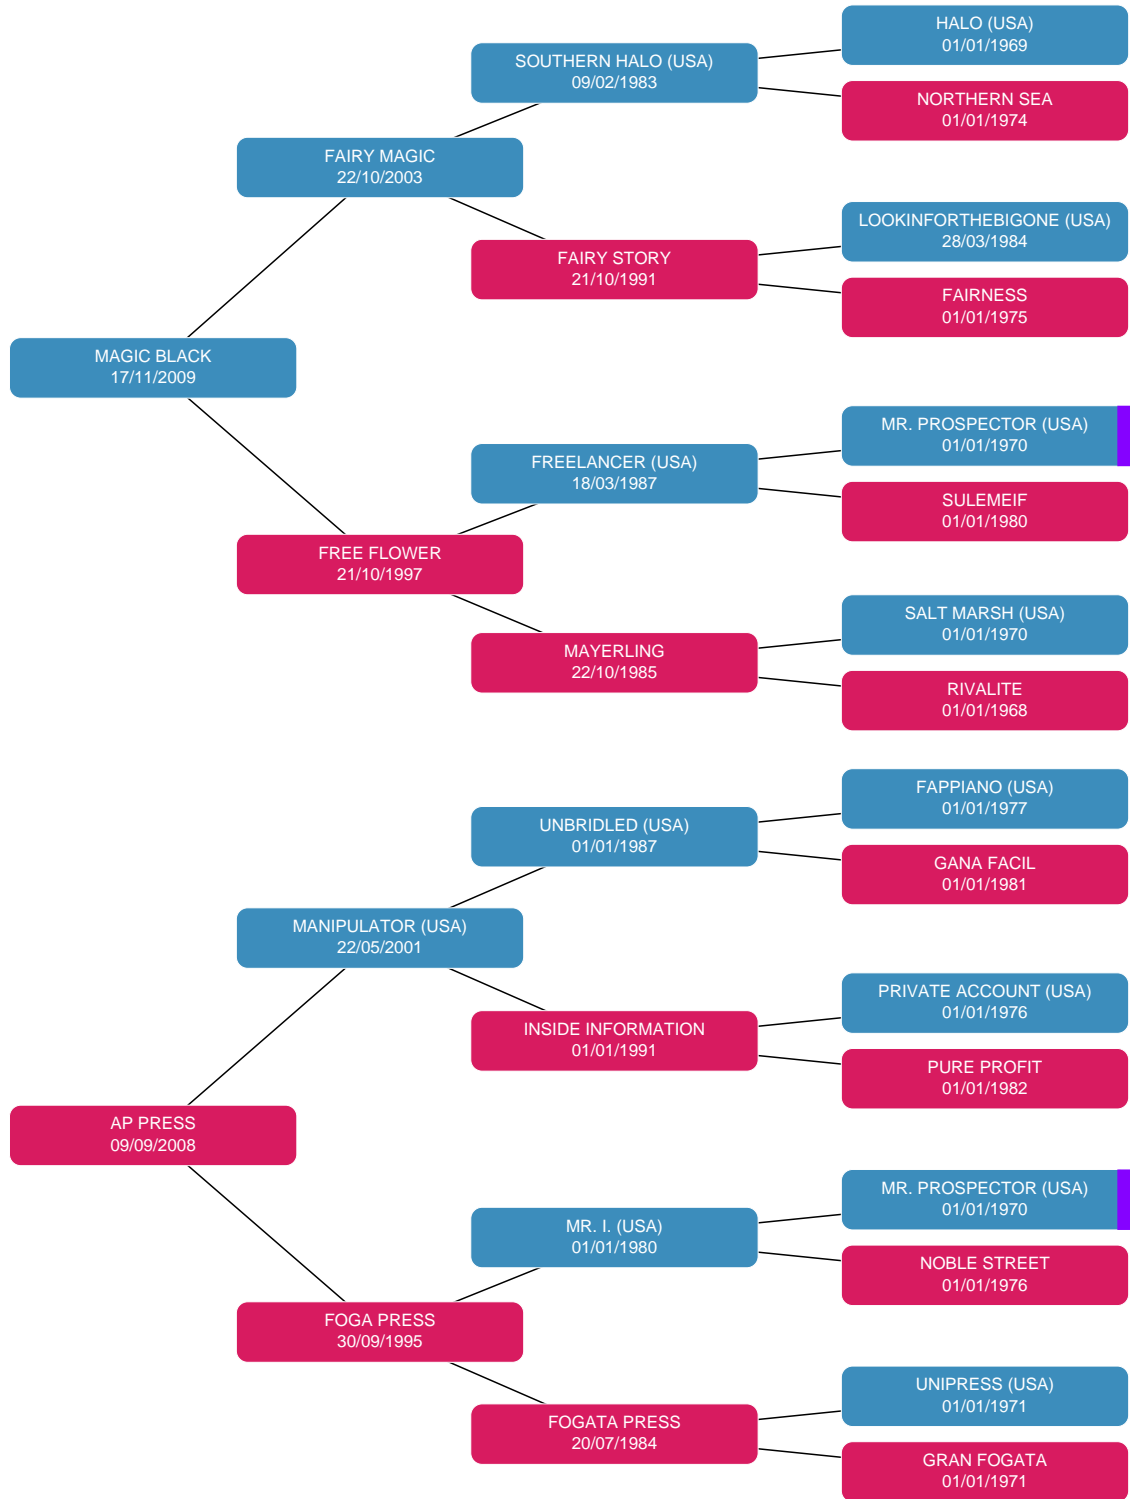 HALO (USA)
01/01/1969
SOUTHERN HALO (USA)
09/02/1983
NORTHERN SEA
01/01/1974
FAIRY MAGIC
22/10/2003
LOOKINFORTHEBIGONE (USA)
28/03/1984
FAIRY STORY
21/10/1991
FAIRNESS
01/01/1975
MAGIC BLACK
17/11/2009
MR. PROSPECTOR (USA)
01/01/1970
FREELANCER (USA)
18/03/1987
SULEMEIF
01/01/1980
FREE FLOWER
21/10/1997
SALT MARSH (USA)
01/01/1970
MAYERLING
22/10/1985
RIVALITE
01/01/1968
FAPPIANO (USA)
01/01/1977
UNBRIDLED (USA)
01/01/1987
GANA FACIL
01/01/1981
MANIPULATOR (USA)
22/05/2001
PRIVATE ACCOUNT (USA)
01/01/1976
INSIDE INFORMATION
01/01/1991
PURE PROFIT
01/01/1982
AP PRESS
09/09/2008
MR. PROSPECTOR (USA)
01/01/1970
MR. I. (USA)
01/01/1980
NOBLE STREET
01/01/1976
FOGA PRESS
30/09/1995
UNIPRESS (USA)
01/01/1971
FOGATA PRESS
20/07/1984
GRAN FOGATA
01/01/1971